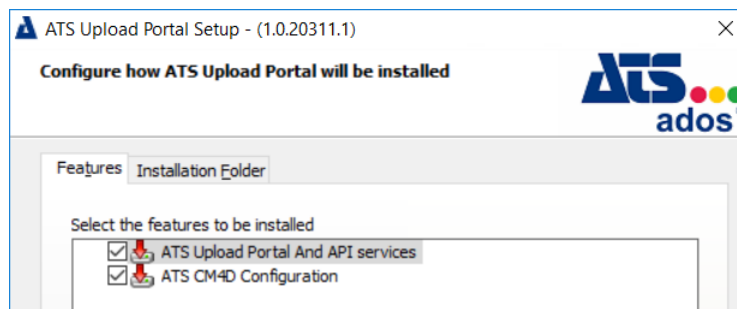 ATS Upload Portal Setup - (1.0.20311.1)
Configure how ATS Upload Portal will be installed
ATS
ados
Features
Installation Folder
Select the features to be installed
ATS Upload Portal And API services
ATS CM4D Configuration